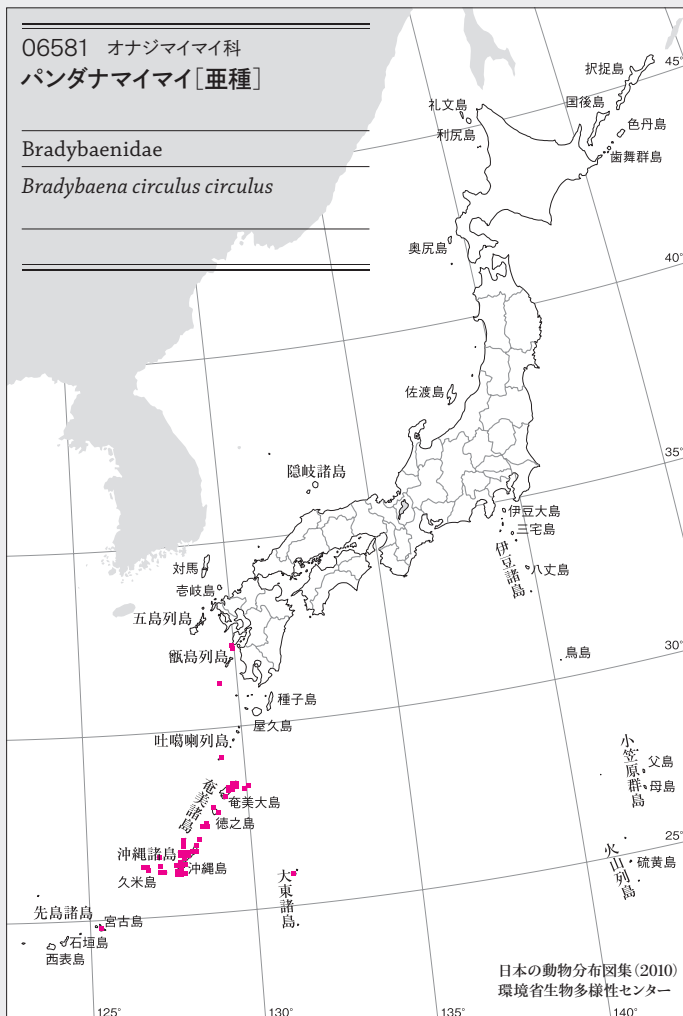 06581 オナジマイマイ科
パンダナマイマイ[亜種]
Bradybaenidae
Bradybaena circulus circulus
択捉島
45°
国後島
礼文島
色丹島
利尻島
歯舞群島
奥尻島
40°
佐渡島
35°
隠岐諸島
伊豆大島
三宅島
伊豆諸島
八丈島
対馬
壱岐島
五島列島
甑島列島
鳥島
30°
種子島
屋久島
吐噶喇列島
小笠原群島
父島
母島
奄美諸島
奄美大島
徳之島
25°
沖縄諸島
沖縄島
久米島
大東諸島
火山列島
硫黄島
先島諸島
宮古島
石垣島
西表島
日本の動物分布図集(2010)
環境省生物多様性センター
125°
130°
135°
140°